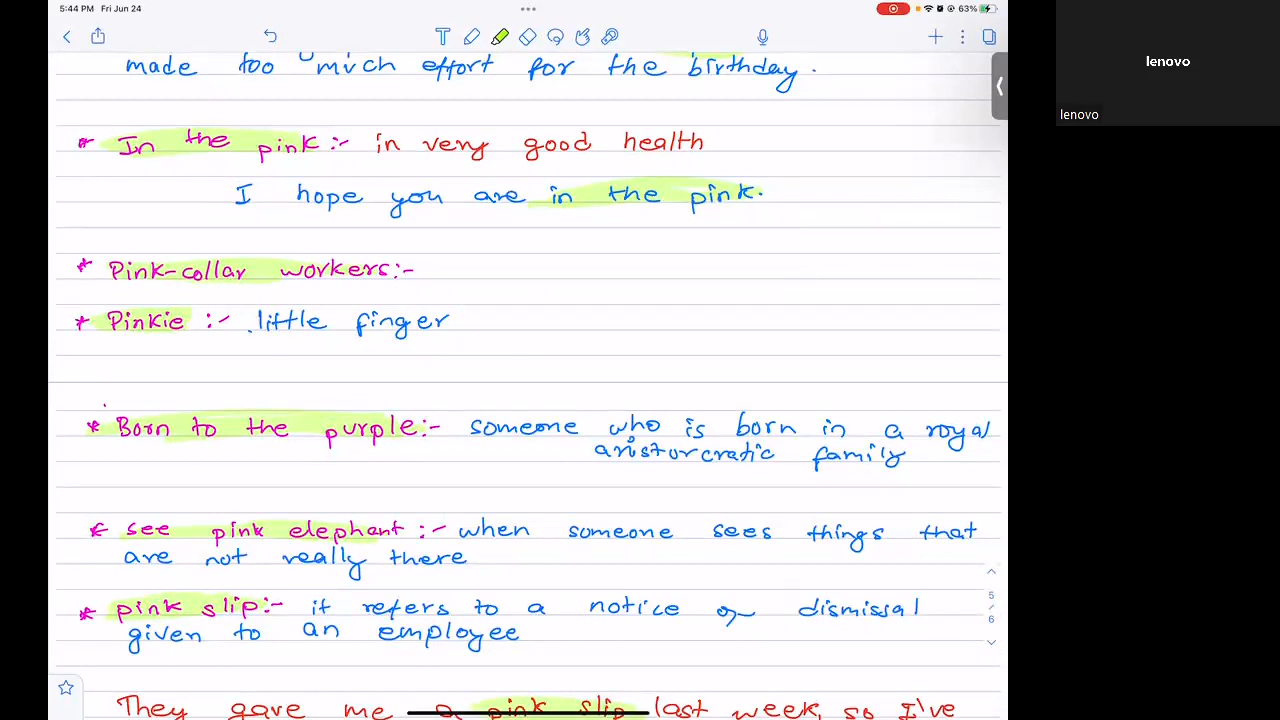 5:44 PM Fri Jun 24
63%
lenovo
lenovo
made too much effort for the birthday.
* In the pink :- in very good health
I hope you are in the pink.
* Pink-collar workers:-
* Pinkie :- little finger
* Born to the purple:- someone who is born in a royal
aristorcratic family
* see pink elephant :- when someone sees things that
are not really there
* pink slip:- it refers to a notice or dismissal
given to an employee
5
/
6
They gave me a pink slip last week, so I've